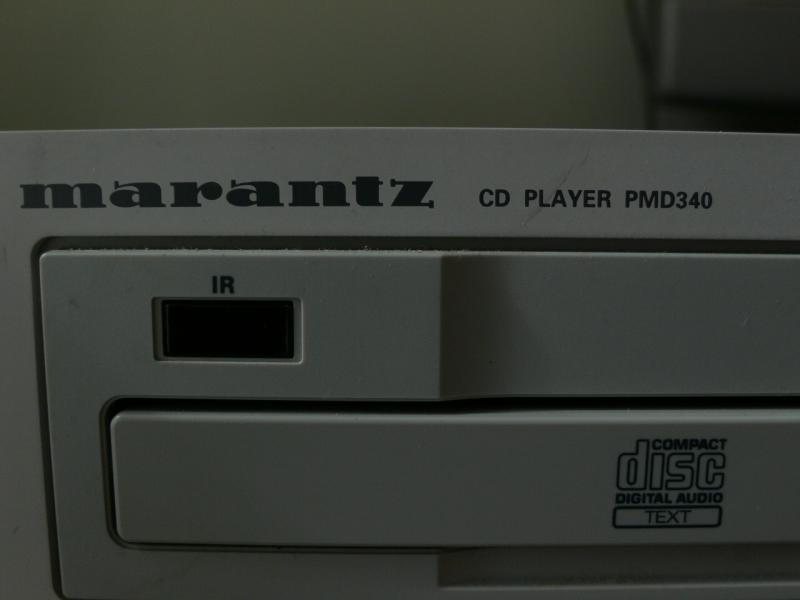 marantz CD PLAYER PMD340
IR
COMPACT
disc
DIGITAL AUDIO
TEXT